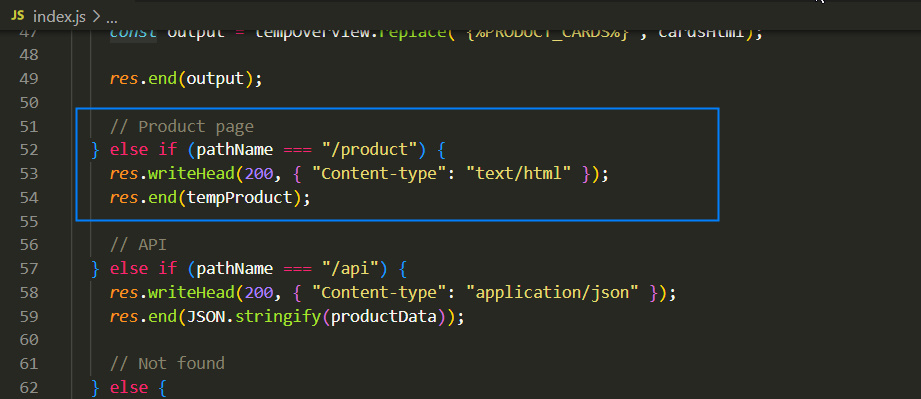 JS index.js > ...
47 const output = tempOverview.replace("{%PRODUCT_CARDS%}", cardsHtml);
48
49 res.end(output);
50
51 // Product page
52 } else if (pathName === "/product") {
53 res.writeHead(200, { "Content-type": "text/html" });
54 res.end(tempProduct);
55
56 // API
57 } else if (pathName === "/api") {
58 res.writeHead(200, { "Content-type": "application/json" });
59 res.end(JSON.stringify(productData));
60
61 // Not found
62 } else {